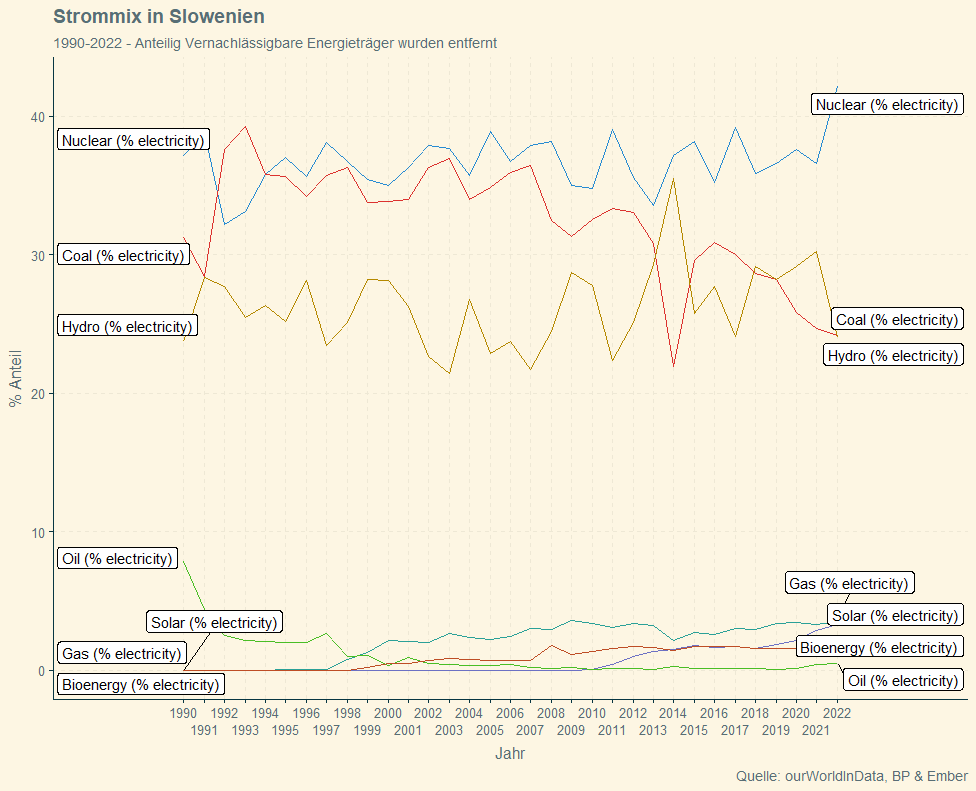 Strommix in Slowenien
1990-2022 - Anteilig Vernachlässigbare Energieträger wurden entfernt
40
30
20
10
0
% Anteil
Nuclear (% electricity)
Nuclear (% electricity)
Coal (% electricity)
Hydro (% electricity)
Coal (% electricity)
Hydro (% electricity)
Oil (% electricity)
Gas (% electricity)
Solar (% electricity)
Solar (% electricity)
Gas (% electricity)
Bioenergy (% electricity)
Bioenergy (% electricity)
Oil (% electricity)
1990 1992 1994 1996 1998 2000 2002 2004 2006 2008 2010 2012 2014 2016 2018 2020 2022
1991 1993 1995 1997 1999 2001 2003 2005 2007 2009 2011 2013 2015 2017 2019 2021
Jahr
Quelle: ourWorldInData, BP & Ember